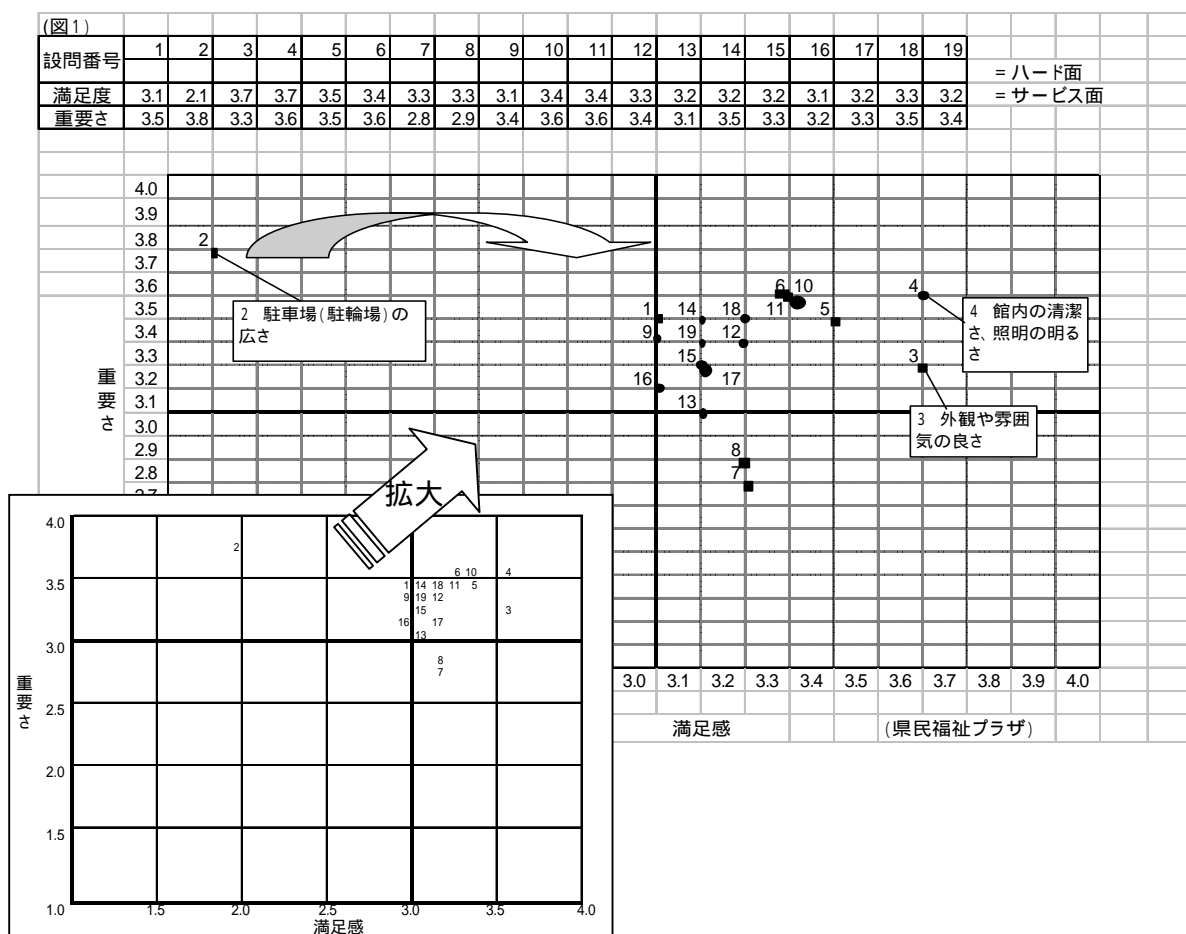 (図1)
設問番号 1 2 3 4 5 6 7 8 9 10 11 12 13 14 15 16 17 18 19
= ハード面
満足度 3.1 2.1 3.7 3.7 3.5 3.4 3.3 3.3 3.1 3.4 3.4 3.3 3.2 3.2 3.2 3.1 3.2 3.3 3.2
= サービス面
重要さ 3.5 3.8 3.3 3.6 3.5 3.6 2.8 2.9 3.4 3.6 3.6 3.4 3.1 3.5 3.3 3.2 3.3 3.5 3.4
4.0
3.9
3.8
3.7
3.6
3.5
3.4
3.3
3.2
3.1
3.0
2.9
2.8
2.7
重要さ
2
2 駐車場(駐輪場)の
広さ
6 10
4
1 14 18 11 5
4 館内の清潔
さ、照明の明る
さ
9 19 12
15
3
16 17
13
3 外観や雰囲
気の良さ
8
7
拡大
3.0 3.1 3.2 3.3 3.4 3.5 3.6 3.7 3.8 3.9 4.0
満足感
(県民福祉プラザ)
4.0
3.5
3.0
2.5
2.0
1.5
1.0
重要さ
2
6 10 4
1 14 18 11 5
9 19 12
15 3
16 17
13
8
7
1.5 2.0 2.5 3.0 3.5 4.0
満足感